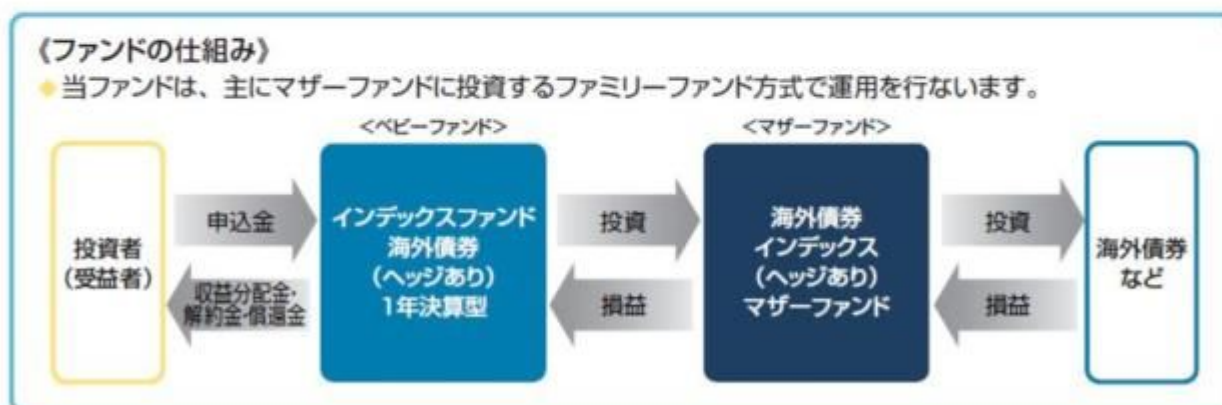 《ファンドの仕組み》
◆当ファンドは、主にマザーファンドに投資するファミリーファンド方式で運用を行ないます。
<ベビーファンド>
<マザーファンド>
投資者
(受益者)
申込金
収益分配金・
解約金・償還金
インデックスファンド
海外債券
(ヘッジあり)
1年決算型
投資
損益
海外債券
インデックス
(ヘッジあり)
マザーファンド
投資
損益
海外債券
など